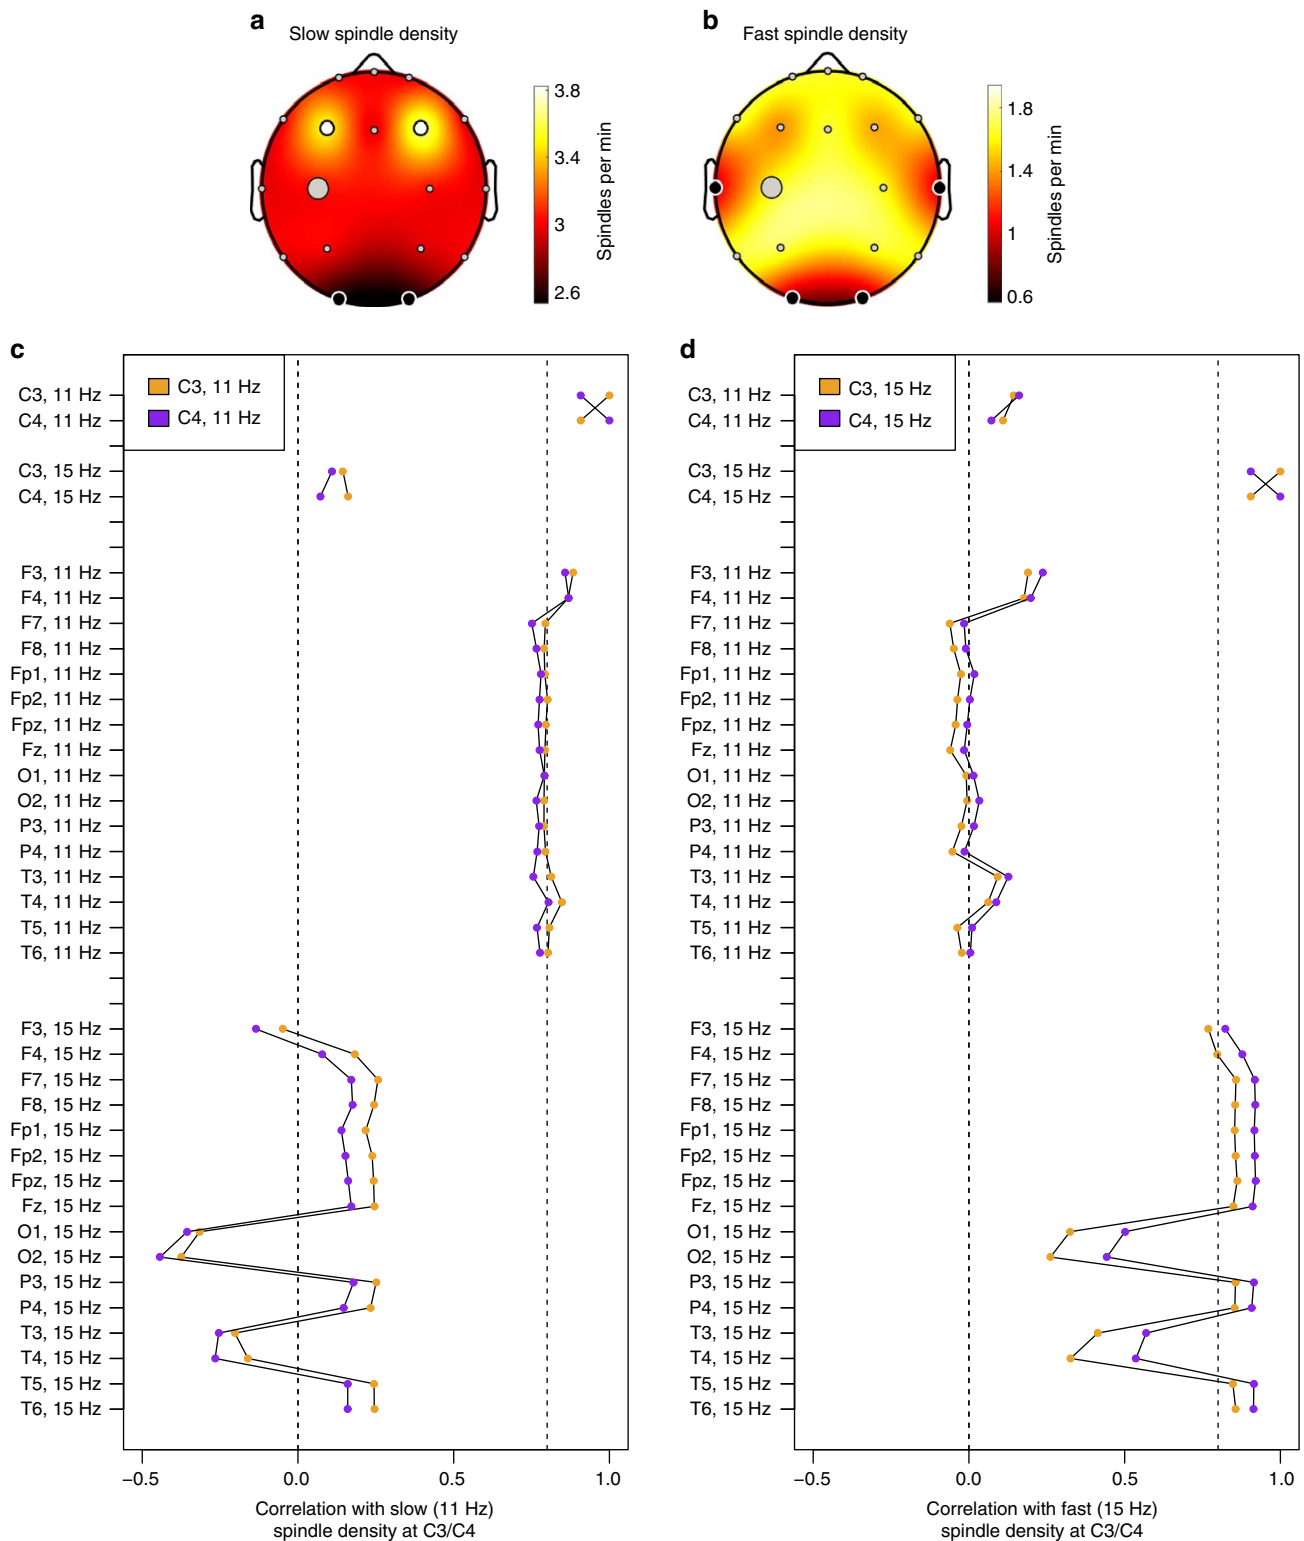 a
Slow spindle density
3.8
3.4
3
2.6
Spindles per min
b
Fast spindle density
1.8
1.4
1
0.6
Spindles per min
c
C3, 11 Hz
C4, 11 Hz
C3, 11 Hz
C4, 11 Hz
C3, 15 Hz
C4, 15 Hz
F3, 11 Hz
F4, 11 Hz
F7, 11 Hz
F8, 11 Hz
Fp1, 11 Hz
Fp2, 11 Hz
Fpz, 11 Hz
Fz, 11 Hz
O1, 11 Hz
O2, 11 Hz
P3, 11 Hz
P4, 11 Hz
T3, 11 Hz
T4, 11 Hz
T5, 11 Hz
T6, 11 Hz
F3, 15 Hz
F4, 15 Hz
F7, 15 Hz
F8, 15 Hz
Fp1, 15 Hz
Fp2, 15 Hz
Fpz, 15 Hz
Fz, 15 Hz
O1, 15 Hz
O2, 15 Hz
P3, 15 Hz
P4, 15 Hz
T3, 15 Hz
T4, 15 Hz
T5, 15 Hz
T6, 15 Hz
−0.5 0.0 0.5 1.0
Correlation with slow (11 Hz)
spindle density at C3/C4
d
C3, 15 Hz
C4, 15 Hz
C3, 11 Hz
C4, 11 Hz
C3, 15 Hz
C4, 15 Hz
F3, 11 Hz
F4, 11 Hz
F7, 11 Hz
F8, 11 Hz
Fp1, 11 Hz
Fp2, 11 Hz
Fpz, 11 Hz
Fz, 11 Hz
O1, 11 Hz
O2, 11 Hz
P3, 11 Hz
P4, 11 Hz
T3, 11 Hz
T4, 11 Hz
T5, 11 Hz
T6, 11 Hz
F3, 15 Hz
F4, 15 Hz
F7, 15 Hz
F8, 15 Hz
Fp1, 15 Hz
Fp2, 15 Hz
Fpz, 15 Hz
Fz, 15 Hz
O1, 15 Hz
O2, 15 Hz
P3, 15 Hz
P4, 15 Hz
T3, 15 Hz
T4, 15 Hz
T5, 15 Hz
T6, 15 Hz
−0.5 0.0 0.5 1.0
Correlation with fast (15 Hz)
spindle density at C3/C4